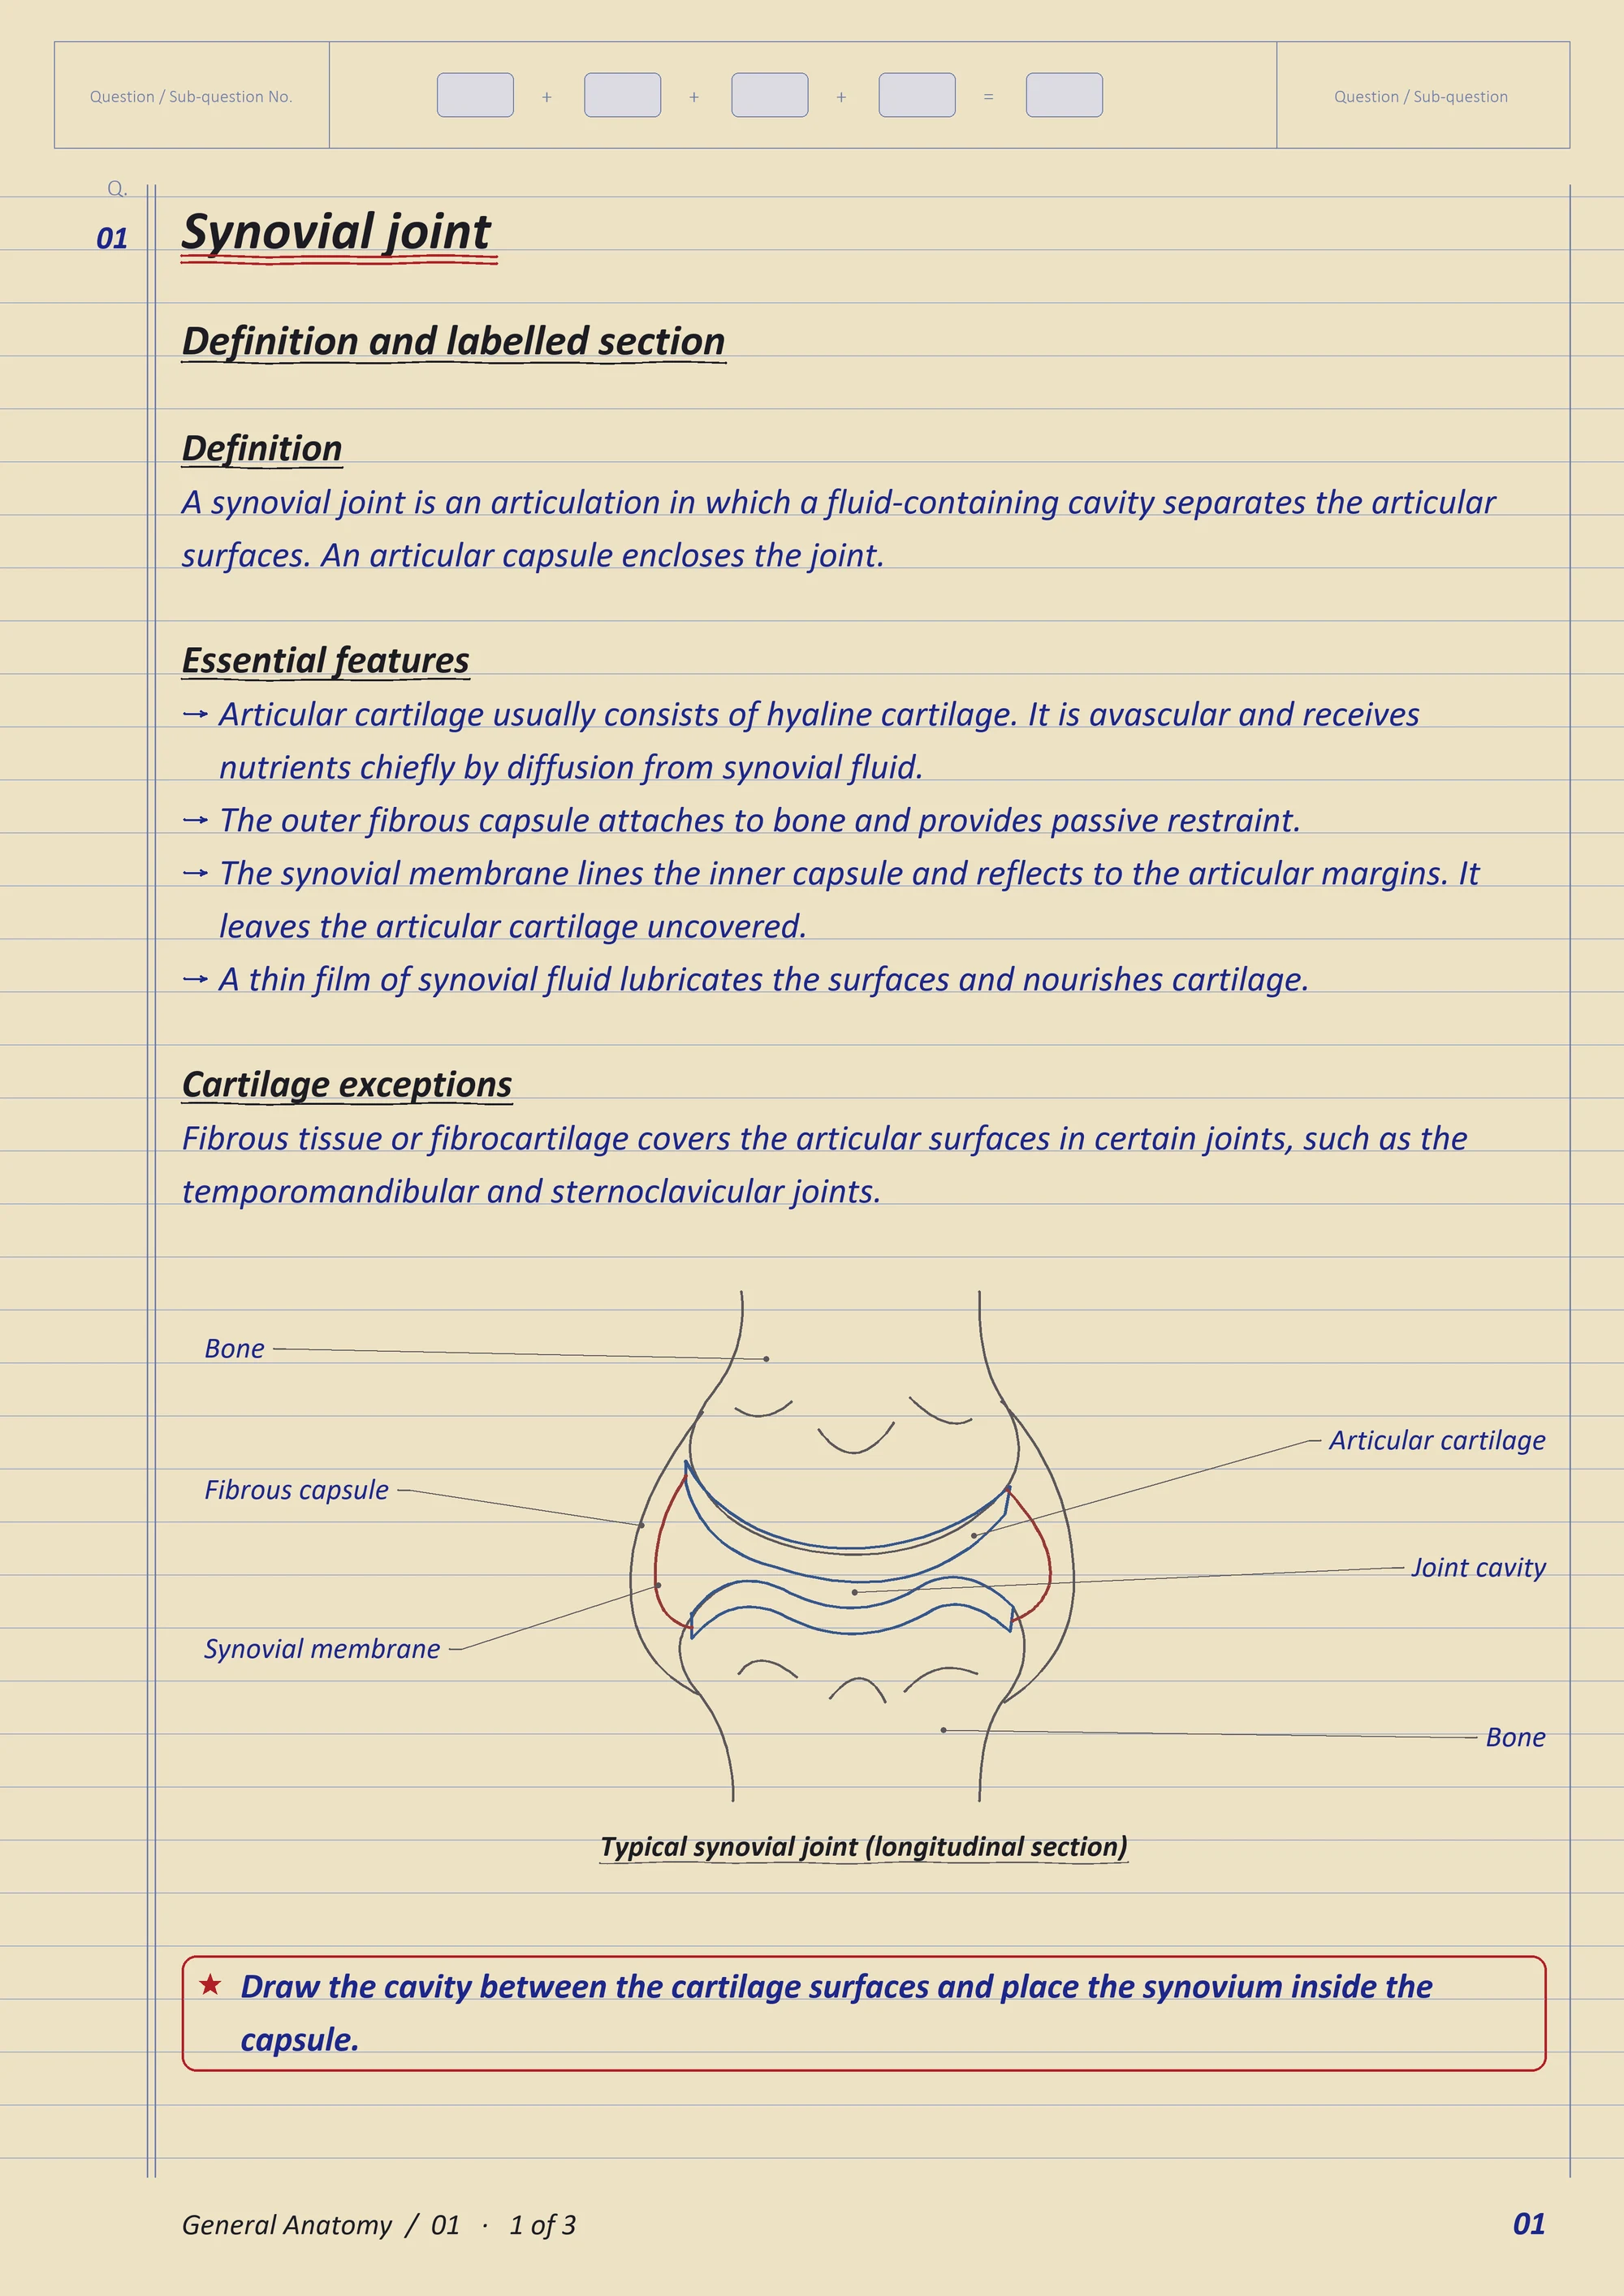 Question / Sub-question No.
+ + + =
Question / Sub-question
Q.
01
Synovial joint
Definition and labelled section
Definition
A synovial joint is an articulation in which a fluid-containing cavity separates the articular
surfaces. An articular capsule encloses the joint.
Essential features
→ Articular cartilage usually consists of hyaline cartilage. It is avascular and receives
nutrients chiefly by diffusion from synovial fluid.
→ The outer fibrous capsule attaches to bone and provides passive restraint.
→ The synovial membrane lines the inner capsule and reflects to the articular margins. It
leaves the articular cartilage uncovered.
→ A thin film of synovial fluid lubricates the surfaces and nourishes cartilage.
Cartilage exceptions
Fibrous tissue or fibrocartilage covers the articular surfaces in certain joints, such as the
temporomandibular and sternoclavicular joints.
Bone
Articular cartilage
Fibrous capsule
Joint cavity
Synovial membrane
Bone
Typical synovial joint (longitudinal section)
★ Draw the cavity between the cartilage surfaces and place the synovium inside the
capsule.
General Anatomy / 01 · 1 of 3
01